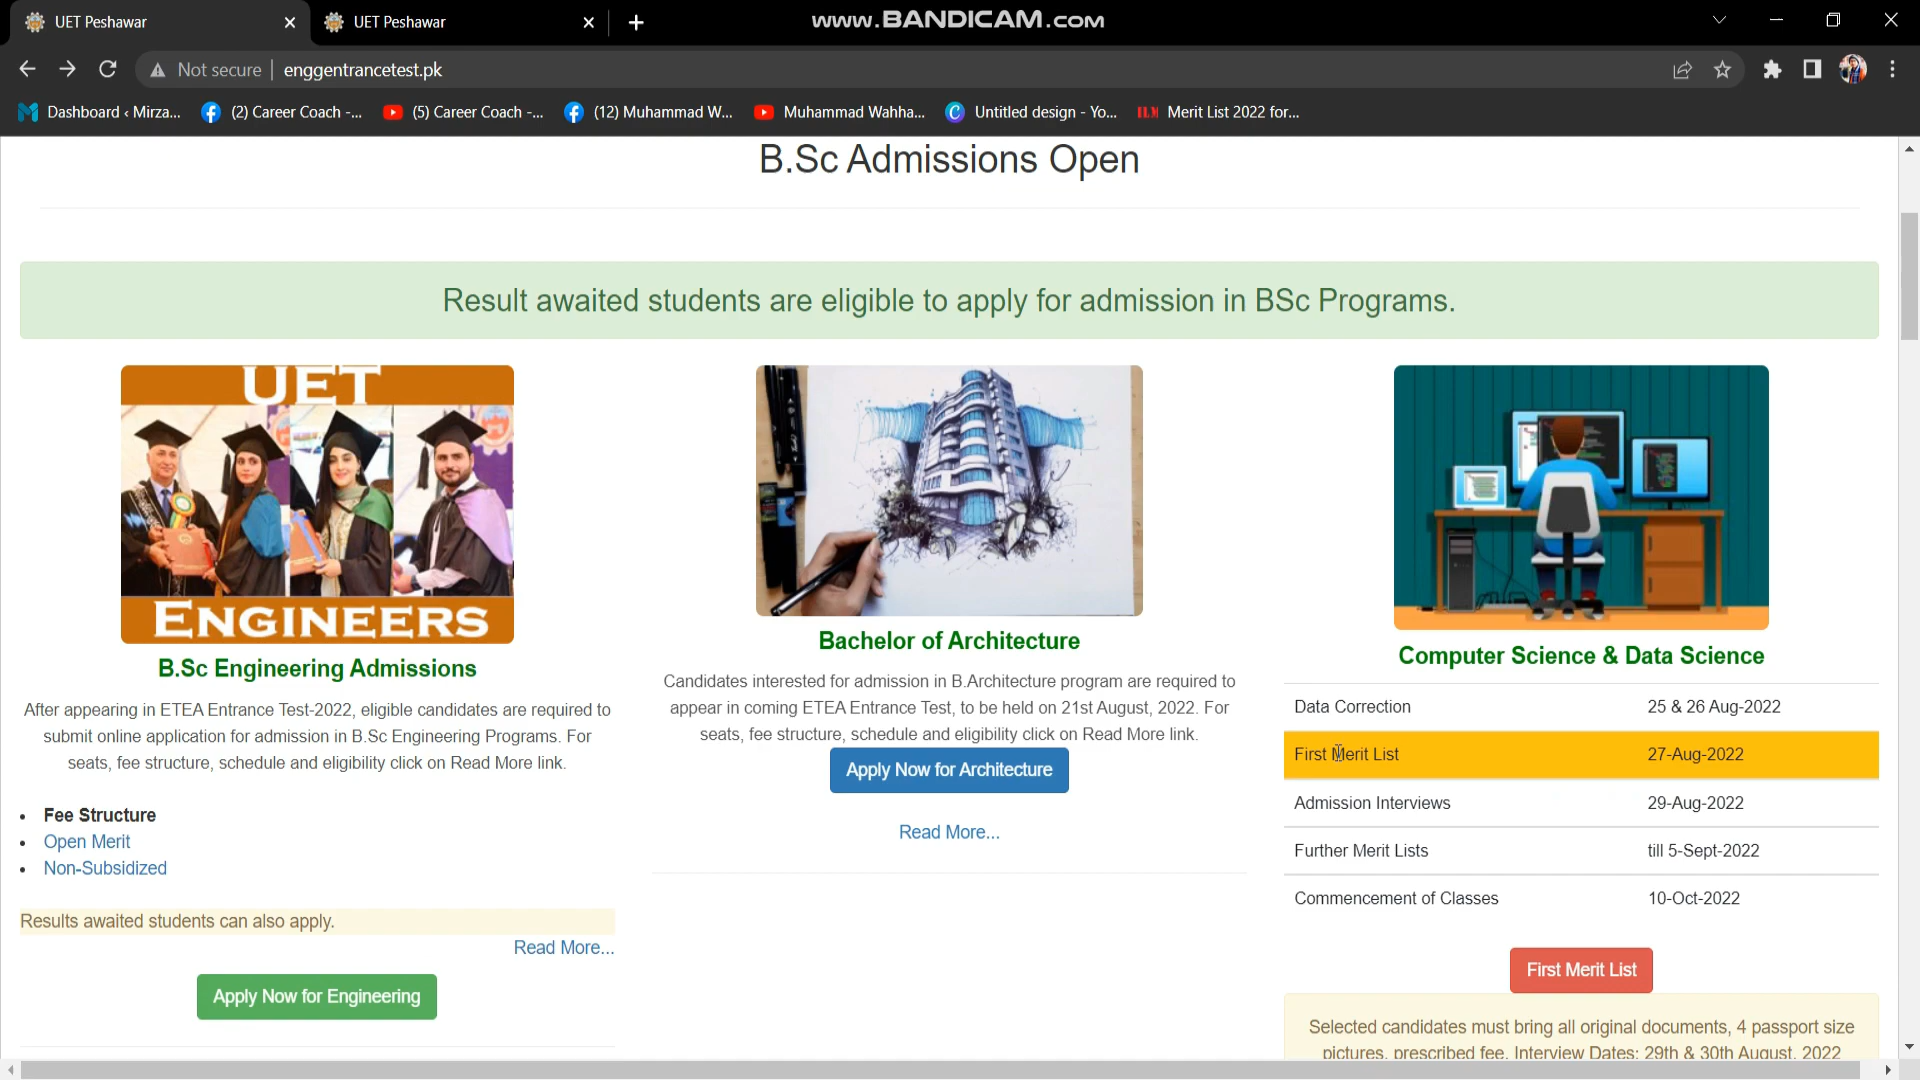 UET Peshawar
UET Peshawar
www.BANDICAM.com
Not secure
enggentrancetest.pk
Dashboard ‹ Mirza...
(2) Career Coach -...
(5) Career Coach -...
(12) Muhammad W...
Muhammad Wahha...
Untitled design - Yo...
ILM
Merit List 2022 for...
B.Sc Admissions Open
Result awaited students are eligible to apply for admission in BSc Programs.
UET
ENGINEERS
B.Sc Engineering Admissions
After appearing in ETEA Entrance Test-2022, eligible candidates are required to
submit online application for admission in B.Sc Engineering Programs. For
seats, fee structure, schedule and eligibility click on Read More link.
Fee Structure
Open Merit
Non-Subsidized
Results awaited students can also apply.
Read More...
Apply Now for Engineering
Bachelor of Architecture
Candidates interested for admission in B.Architecture program are required to
appear in coming ETEA Entrance Test, to be held on 21st August, 2022. For
seats, fee structure, schedule and eligibility click on Read More link.
Apply Now for Architecture
Read More...
Computer Science & Data Science
Data Correction 25 & 26 Aug-2022
First Merit List 27-Aug-2022
Admission Interviews 29-Aug-2022
Further Merit Lists till 5-Sept-2022
Commencement of Classes 10-Oct-2022
First Merit List
Selected candidates must bring all original documents, 4 passport size
pictures, prescribed fee. Interview Dates: 29th & 30th August, 2022